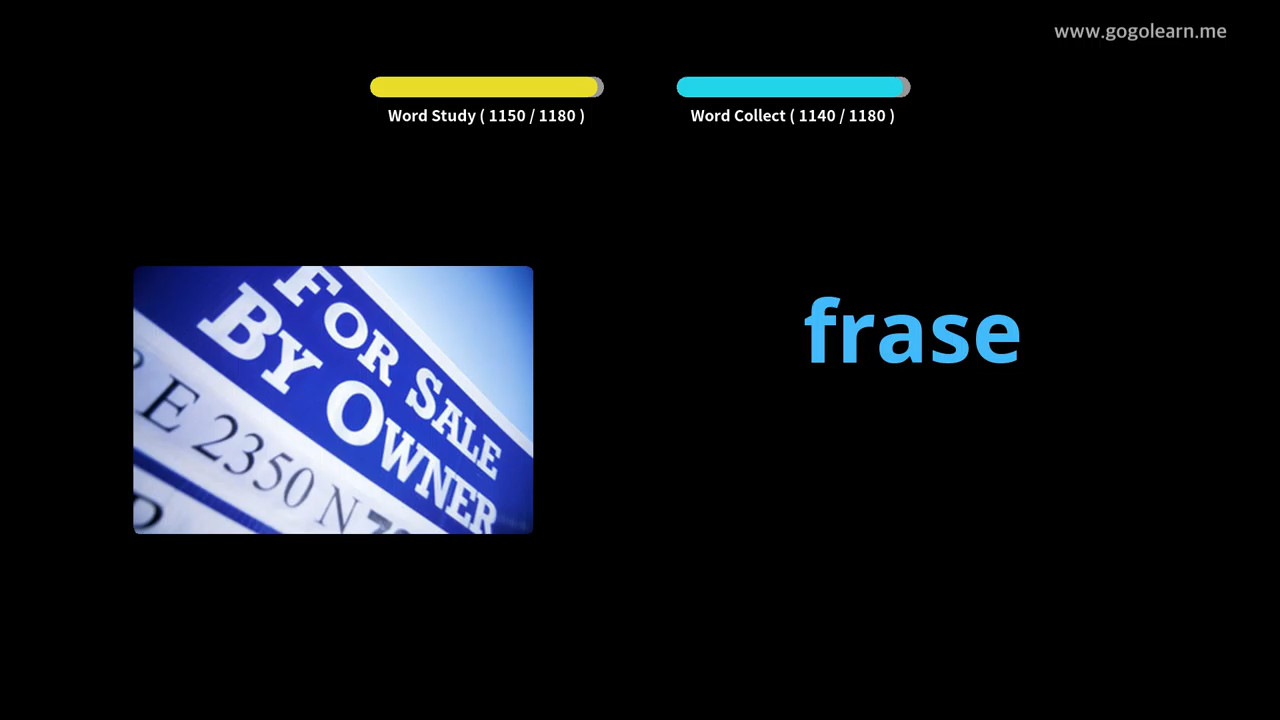 www.gogolearn.me
Word Study ( 1150 / 1180 )
Word Collect ( 1140 / 1180 )
FOR SALE
BY OWNER
E 2350 N
frase